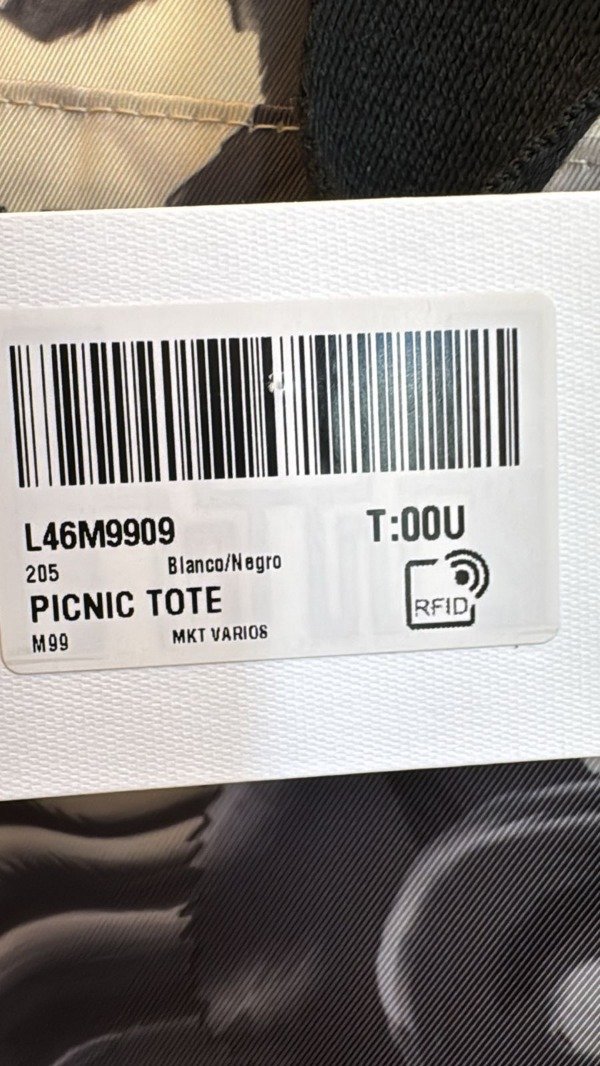 L46M9909
T:00U
205 Blanco/Negro
PICNIC TOTE
RFID
M99 MKT VARIOS